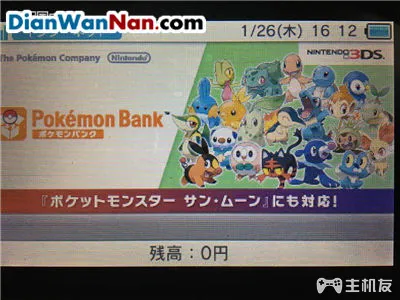 DianWanNan.com
1/26(木) 16 12
The Pokémon Company
Nintendo
NINTENDO3DS
Pokémon Bank
ポケモンバンク
『ポケットモンスター サン・ムーン』にも対応!
残高:0円
主机友